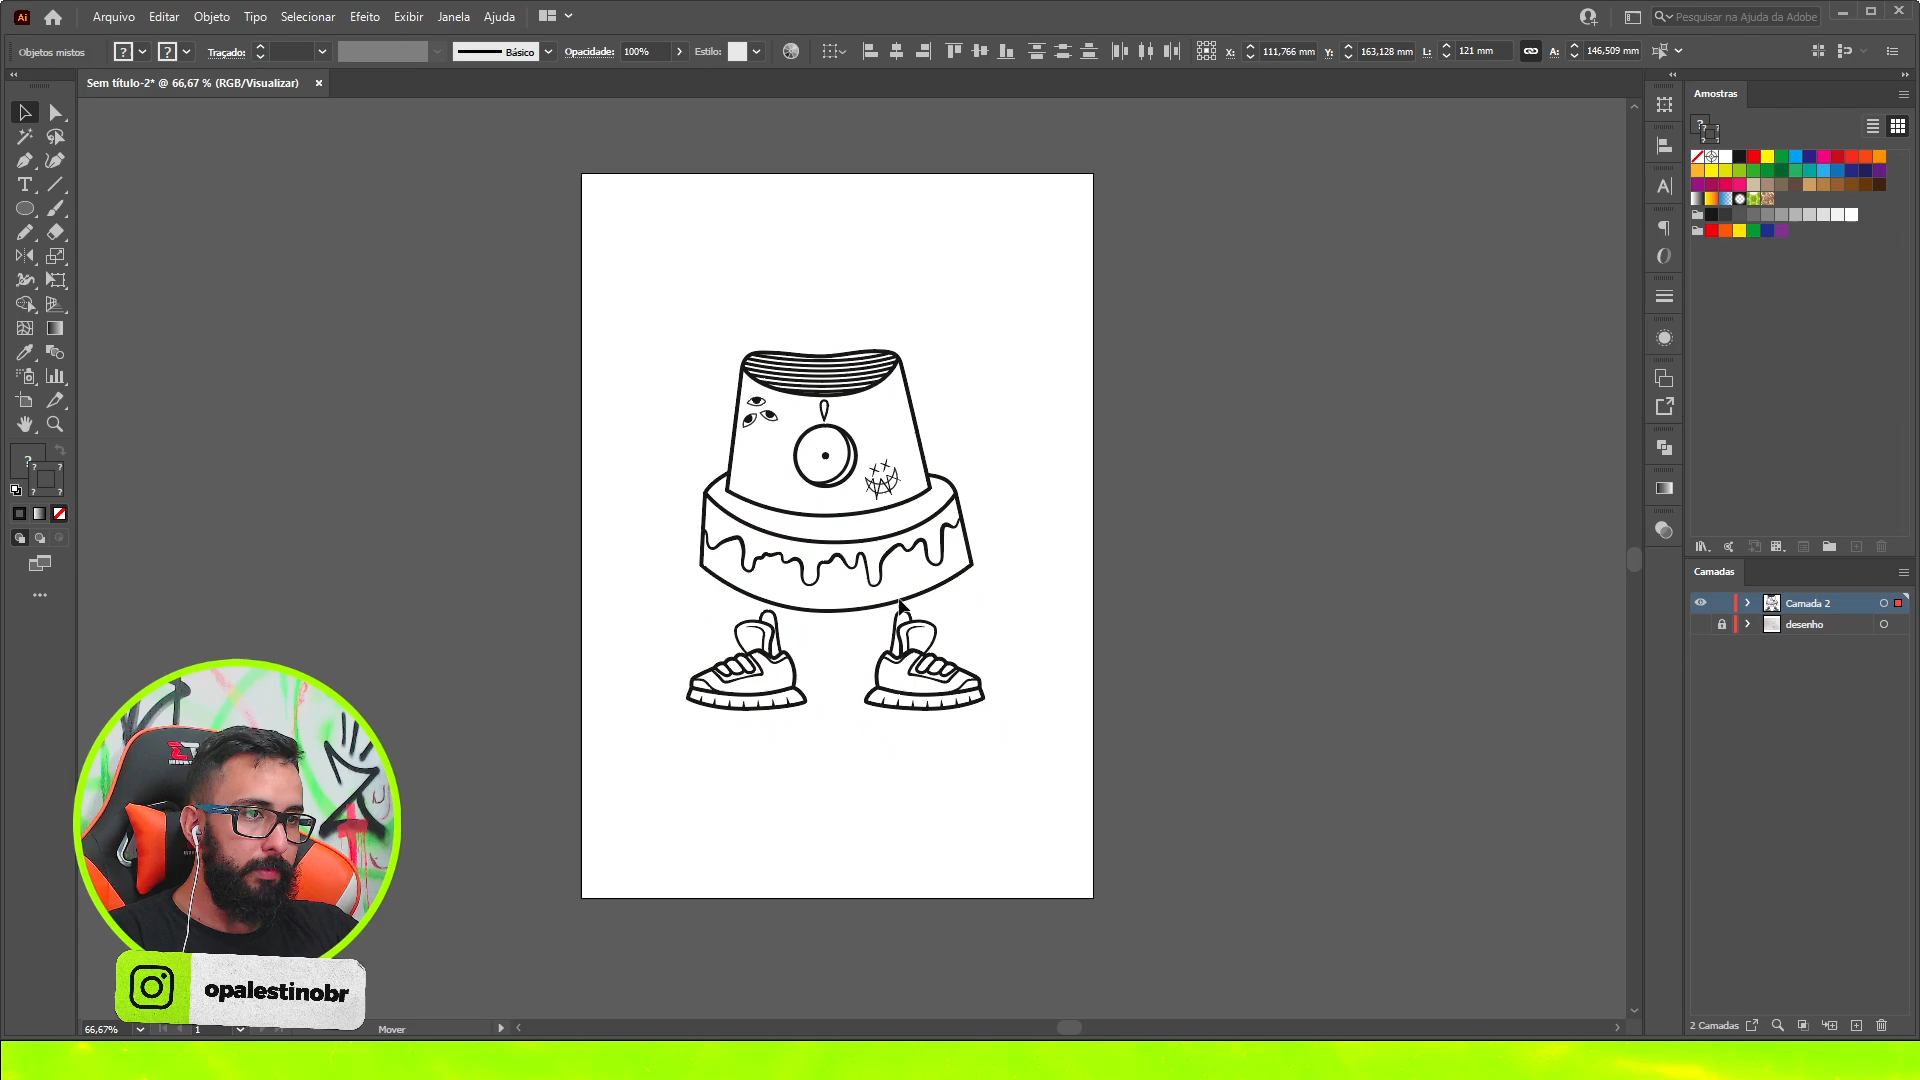 Ai
Arquivo Editar Objeto Tipo Selecionar Efeito Exibir Janela Ajuda
Pesquisar na Ajuda da Adobe
Objetos mistos
Traçado:
Básico
Opacidade: 100%
Estilo:
X: 111,766 mm
Y: 163,128 mm
L: 121 mm
A: 146,509 mm
Sem título-2* @ 66,67 % (RGB/Visualizar)
Amostras
Camadas
Camada 2
desenho
2 Camadas
opalestinobr
66,67%
1
Mover